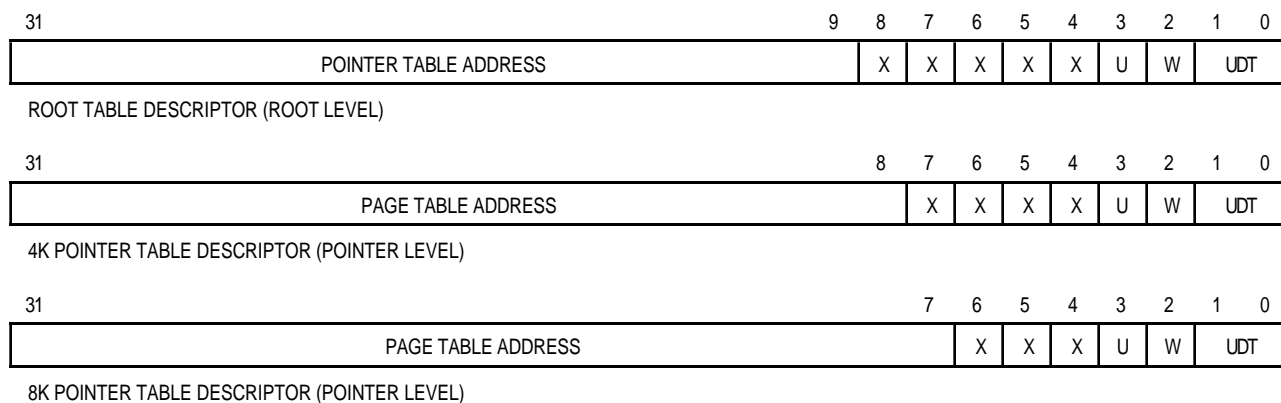 31 9 8 7 6 5 4 3 2 1 0
POINTER TABLE ADDRESS X X X X X U W UDT
ROOT TABLE DESCRIPTOR (ROOT LEVEL)
31 8 7 6 5 4 3 2 1 0
PAGE TABLE ADDRESS X X X X U W UDT
4K POINTER TABLE DESCRIPTOR (POINTER LEVEL)
31 7 6 5 4 3 2 1 0
PAGE TABLE ADDRESS X X X U W UDT
8K POINTER TABLE DESCRIPTOR (POINTER LEVEL)